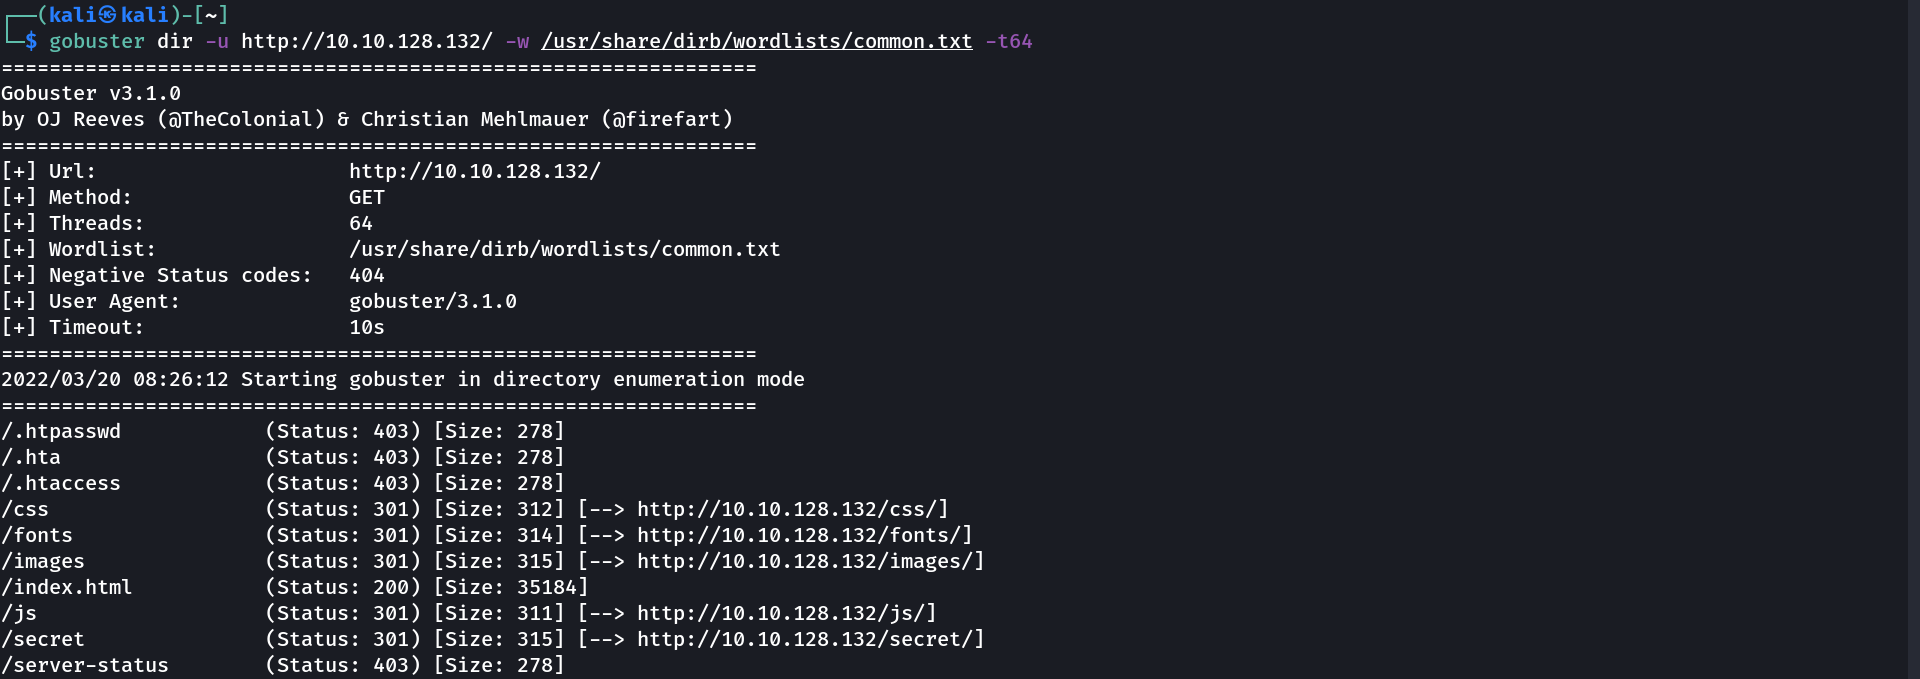 ┌──(kali㉿kali)-[~]
└─$ gobuster dir -u http://10.10.128.132/ -w /usr/share/dirb/wordlists/common.txt -t64
===============================================================
Gobuster v3.1.0
by OJ Reeves (@TheColonial) & Christian Mehlmauer (@firefart)
===============================================================
[+] Url:                     http://10.10.128.132/
[+] Method:                  GET
[+] Threads:                 64
[+] Wordlist:                /usr/share/dirb/wordlists/common.txt
[+] Negative Status codes:   404
[+] User Agent:              gobuster/3.1.0
[+] Timeout:                 10s
===============================================================
2022/03/20 08:26:12 Starting gobuster in directory enumeration mode
===============================================================
/.htpasswd            (Status: 403) [Size: 278]
/.hta                 (Status: 403) [Size: 278]
/.htaccess            (Status: 403) [Size: 278]
/css                  (Status: 301) [Size: 312] [--> http://10.10.128.132/css/]
/fonts                (Status: 301) [Size: 314] [--> http://10.10.128.132/fonts/]
/images               (Status: 301) [Size: 315] [--> http://10.10.128.132/images/]
/index.html           (Status: 200) [Size: 35184]
/js                   (Status: 301) [Size: 311] [--> http://10.10.128.132/js/]
/secret               (Status: 301) [Size: 315] [--> http://10.10.128.132/secret/]
/server-status        (Status: 403) [Size: 278]